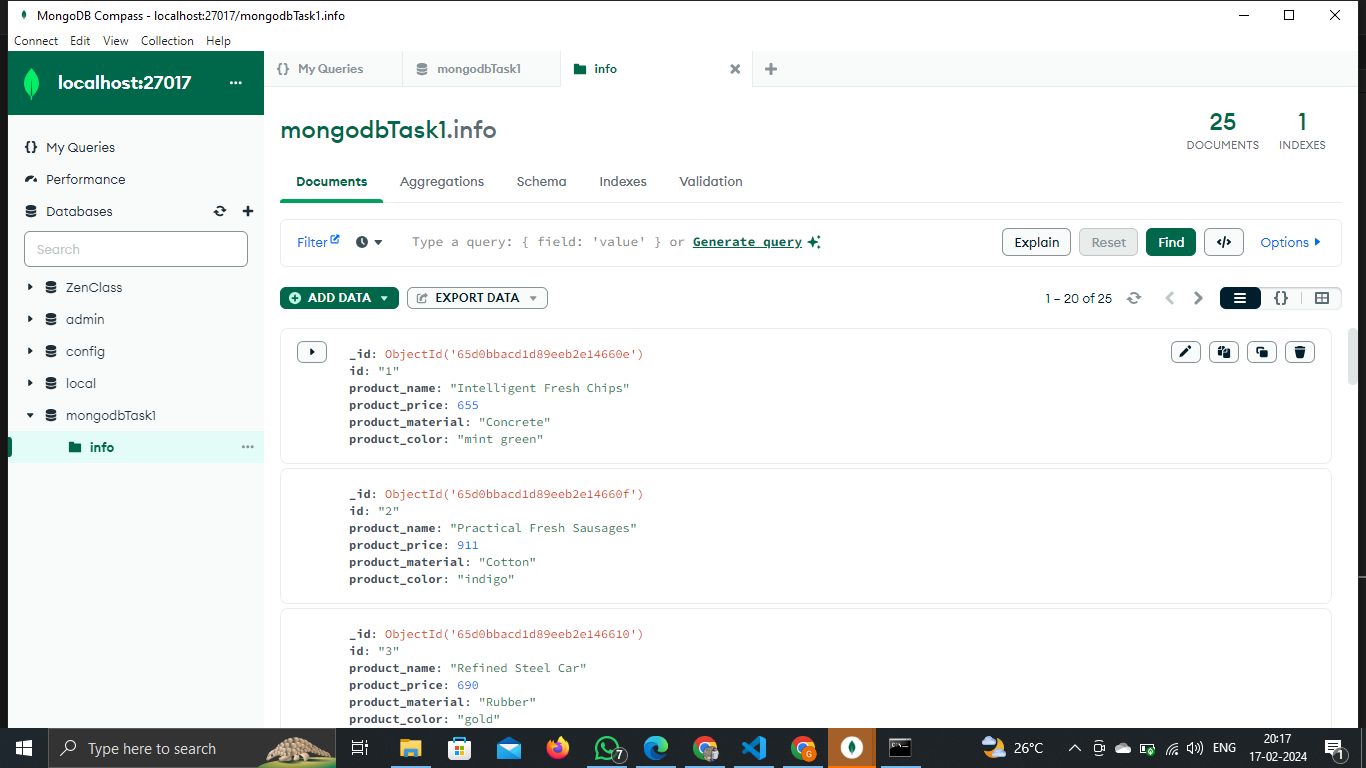 MongoDB Compass - localhost:27017/mongodbTask1.info
Connect Edit View Collection Help
localhost:27017
My Queries
mongodbTask1
info
My Queries
Performance
Databases
Search
ZenClass
admin
config
local
mongodbTask1
info
mongodbTask1.info
25
DOCUMENTS
1
INDEXES
Documents Aggregations Schema Indexes Validation
Filter
Type a query: { field: 'value' } or Generate query
Explain Reset Find </> Options
ADD DATA
EXPORT DATA
1 – 20 of 25
{}
_id: ObjectId('65d0bbacd1d89eeb2e14660e')
id: "1"
product_name: "Intelligent Fresh Chips"
product_price: 655
product_material: "Concrete"
product_color: "mint green"
_id: ObjectId('65d0bbacd1d89eeb2e14660f')
id: "2"
product_name: "Practical Fresh Sausages"
product_price: 911
product_material: "Cotton"
product_color: "indigo"
_id: ObjectId('65d0bbacd1d89eeb2e146610')
id: "3"
product_name: "Refined Steel Car"
product_price: 690
product_material: "Rubber"
product_color: "gold"
Type here to search
7
G
26°C
ENG
20:17
17-02-2024
1